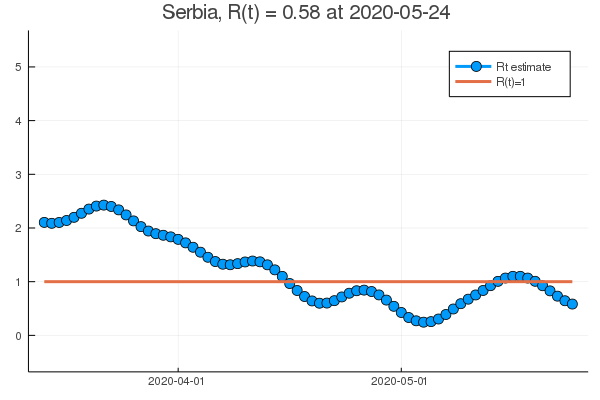 Serbia, R(t) = 0.58 at 2020-05-24
Rt estimate
R(t)=1
5
4
3
2
1
0
2020-04-01
2020-05-01